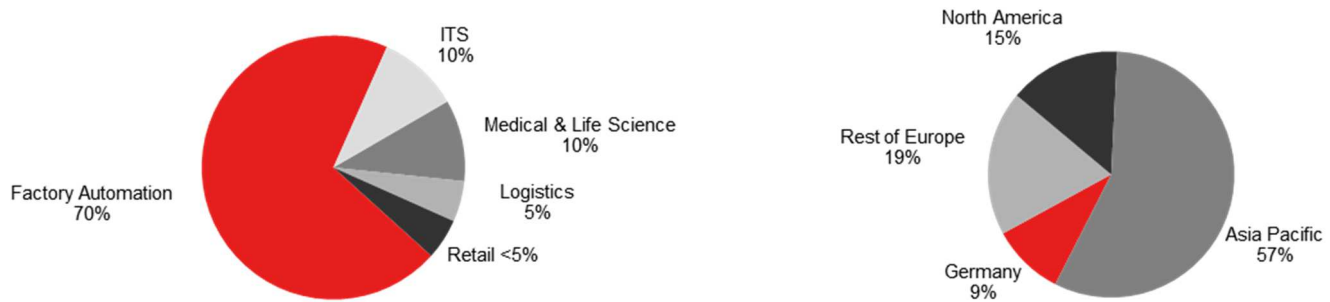 ITS
10%
Medical & Life Science
10%
Logistics
5%
Retail <5%
Factory Automation
70%
North America
15%
Rest of Europe
19%
Germany
9%
Asia Pacific
57%